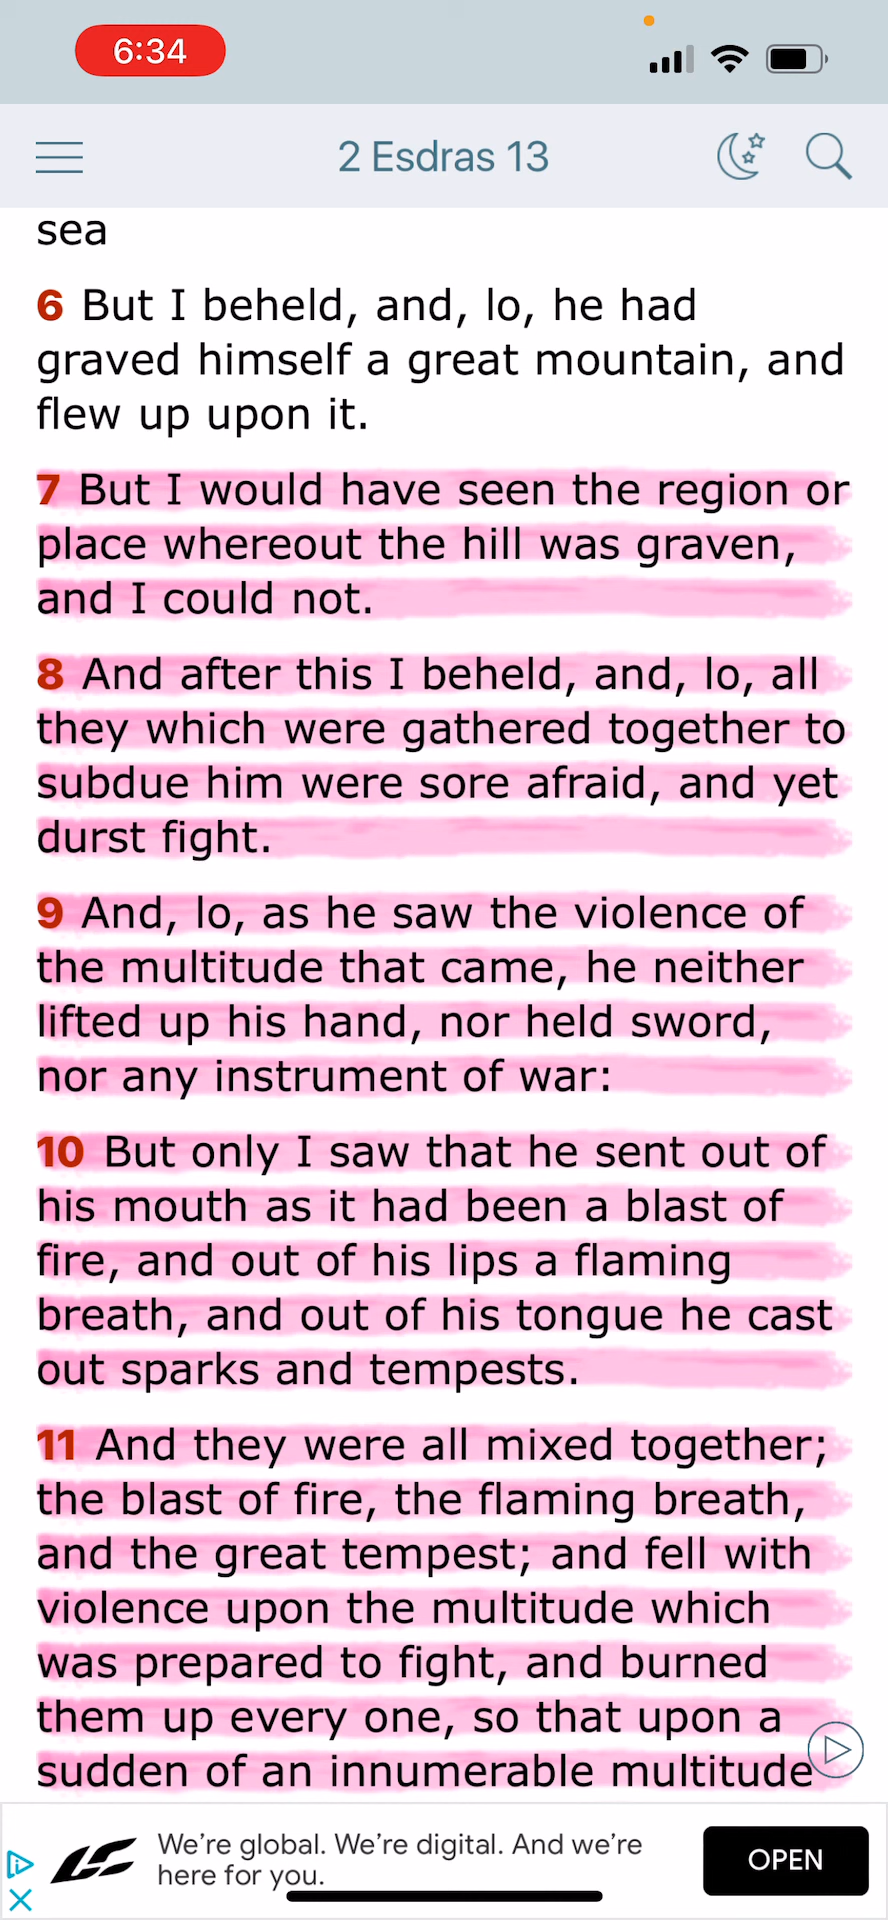 6:34
2 Esdras 13
sea
6 But I beheld, and, lo, he had
graved himself a great mountain, and
flew up upon it.
7 But I would have seen the region or
place whereout the hill was graven,
and I could not.
8 And after this I beheld, and, lo, all
they which were gathered together to
subdue him were sore afraid, and yet
durst fight.
9 And, lo, as he saw the violence of
the multitude that came, he neither
lifted up his hand, nor held sword,
nor any instrument of war:
10 But only I saw that he sent out of
his mouth as it had been a blast of
fire, and out of his lips a flaming
breath, and out of his tongue he cast
out sparks and tempests.
11 And they were all mixed together;
the blast of fire, the flaming breath,
and the great tempest; and fell with
violence upon the multitude which
was prepared to fight, and burned
them up every one, so that upon a
sudden of an innumerable multitude
We’re global. We’re digital. And we’re
here for you.
OPEN